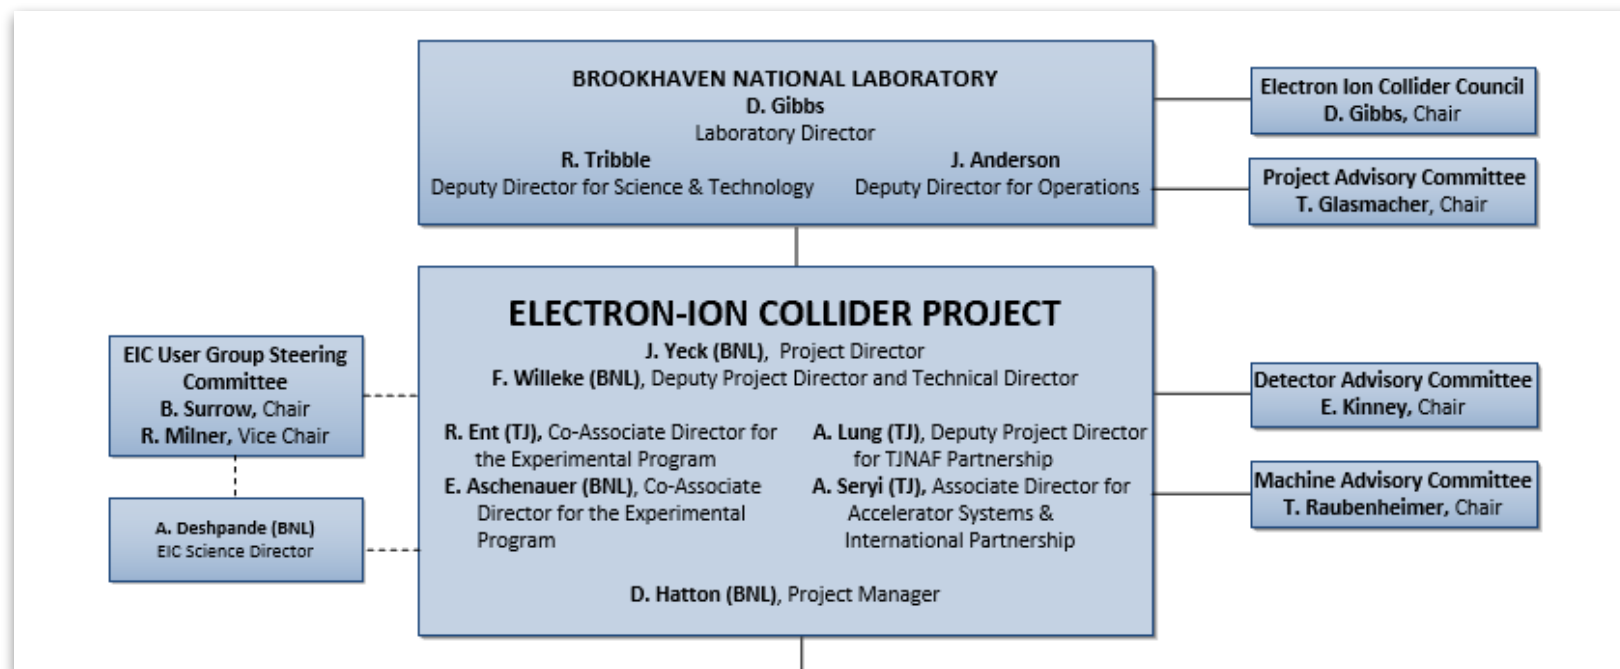 BROOKHAVEN NATIONAL LABORATORY
D. Gibbs
Laboratory Director
R. Tribble
Deputy Director for Science & Technology
J. Anderson
Deputy Director for Operations
Electron Ion Collider Council
D. Gibbs, Chair
Project Advisory Committee
T. Glasmacher, Chair
ELECTRON-ION COLLIDER PROJECT
J. Yeck (BNL), Project Director
F. Willeke (BNL), Deputy Project Director and Technical Director
R. Ent (TJ), Co-Associate Director for
the Experimental Program
E. Aschenauer (BNL), Co-Associate
Director for the Experimental
Program
A. Lung (TJ), Deputy Project Director
for TJNAF Partnership
A. Seryi (TJ), Associate Director for
Accelerator Systems &
International Partnership
D. Hatton (BNL), Project Manager
EIC User Group Steering
Committee
B. Surrow, Chair
R. Milner, Vice Chair
A. Deshpande (BNL)
EIC Science Director
Detector Advisory Committee
E. Kinney, Chair
Machine Advisory Committee
T. Raubenheimer, Chair